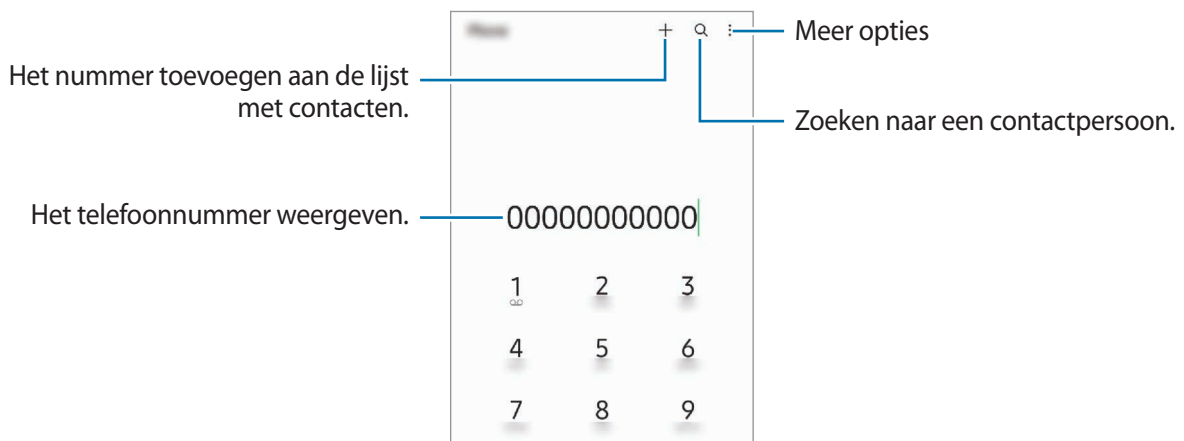 Meer opties
Het nummer toevoegen aan de lijst
met contacten.
Zoeken naar een contactpersoon.
Het telefoonnummer weergeven.
00000000000
1 2 3
4 5 6
7 8 9